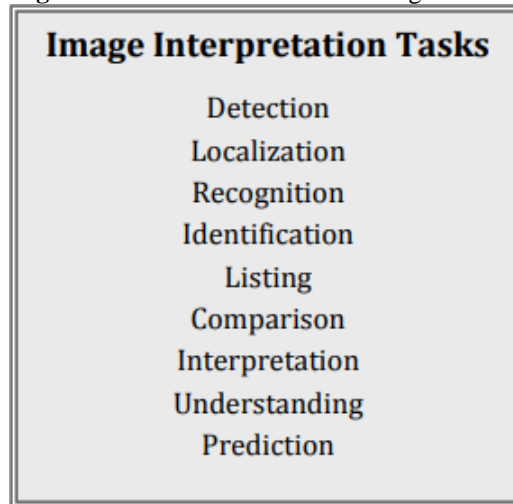 Image Interpretation Tasks
Detection
Localization
Recognition
Identification
Listing
Comparison
Interpretation
Understanding
Prediction